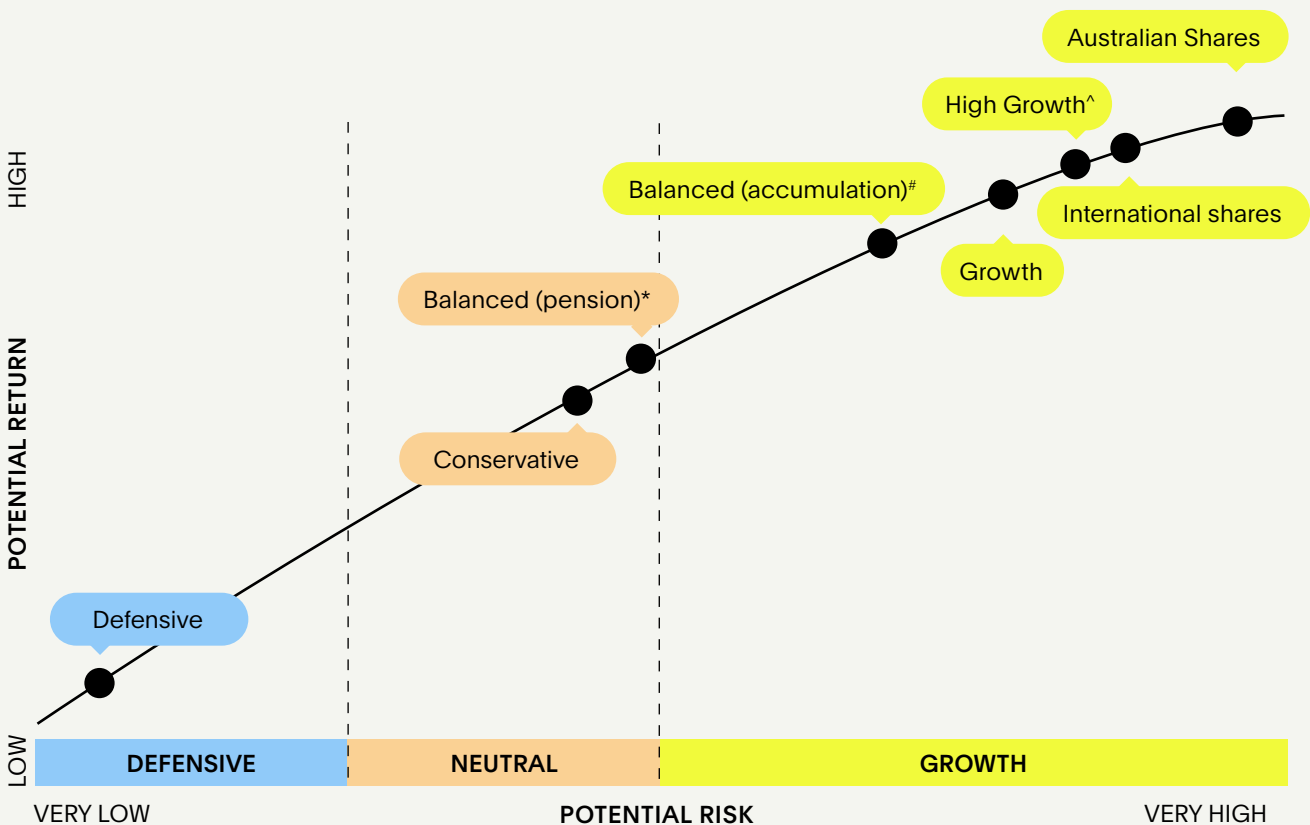 Australian Shares
High Growth^
HIGH
Balanced (accumulation)#
International shares
Growth
Balanced (pension)*
POTENTIAL RETURN
Conservative
Defensive
LOW
DEFENSIVE
NEUTRAL
GROWTH
VERY LOW
POTENTIAL RISK
VERY HIGH